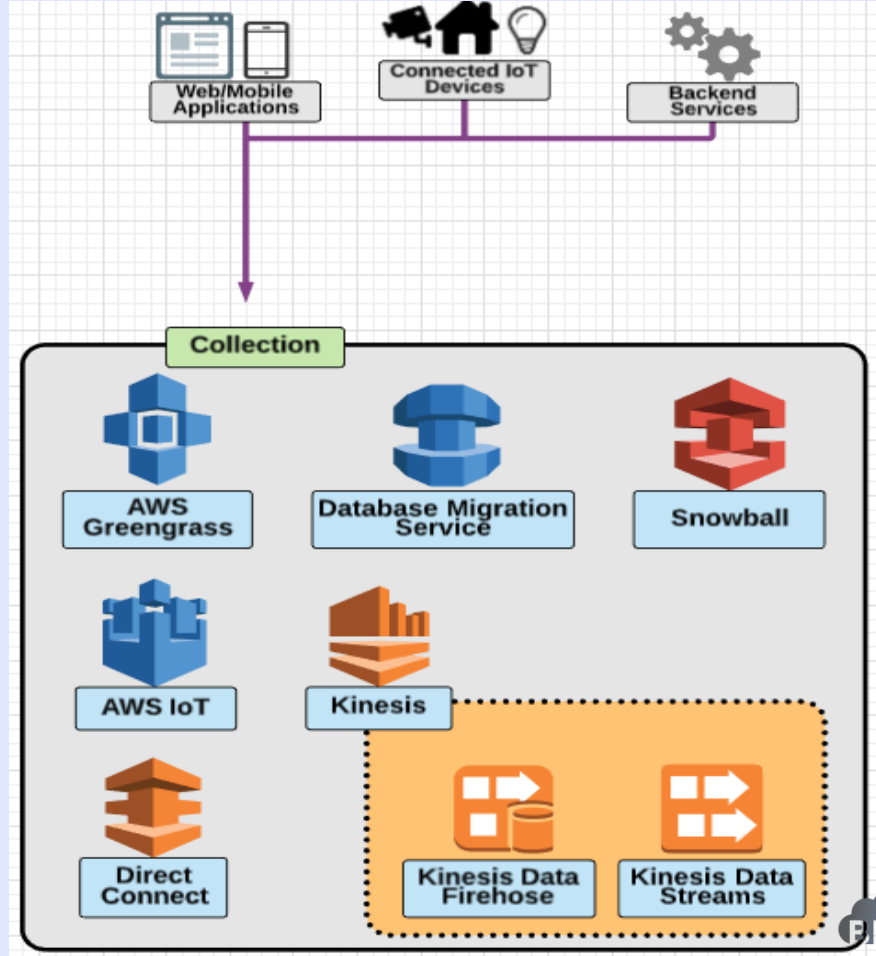 Web/Mobile
Applications
Connected IoT
Devices
Backend
Services
Collection
AWS
Greengrass
Database Migration
Service
Snowball
AWS IoT
Kinesis
Direct
Connect
Kinesis Data
Firehose
Kinesis Data
Streams